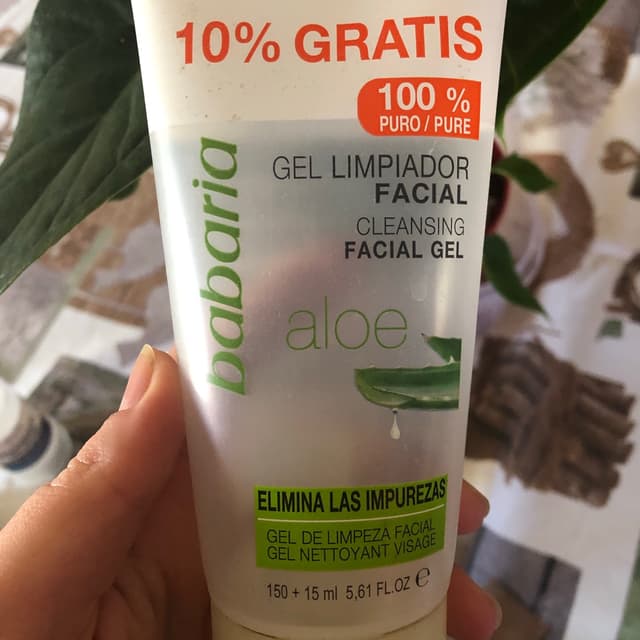 10% GRATIS
100 %
PURO / PURE
babaria
GEL LIMPIADOR
FACIAL
CLEANSING
FACIAL GEL
aloe
ELIMINA LAS IMPUREZAS
GEL DE LIMPEZA FACIAL
GEL NETTOYANT VISAGE
150 + 15 ml 5,61 FL.OZ ℮